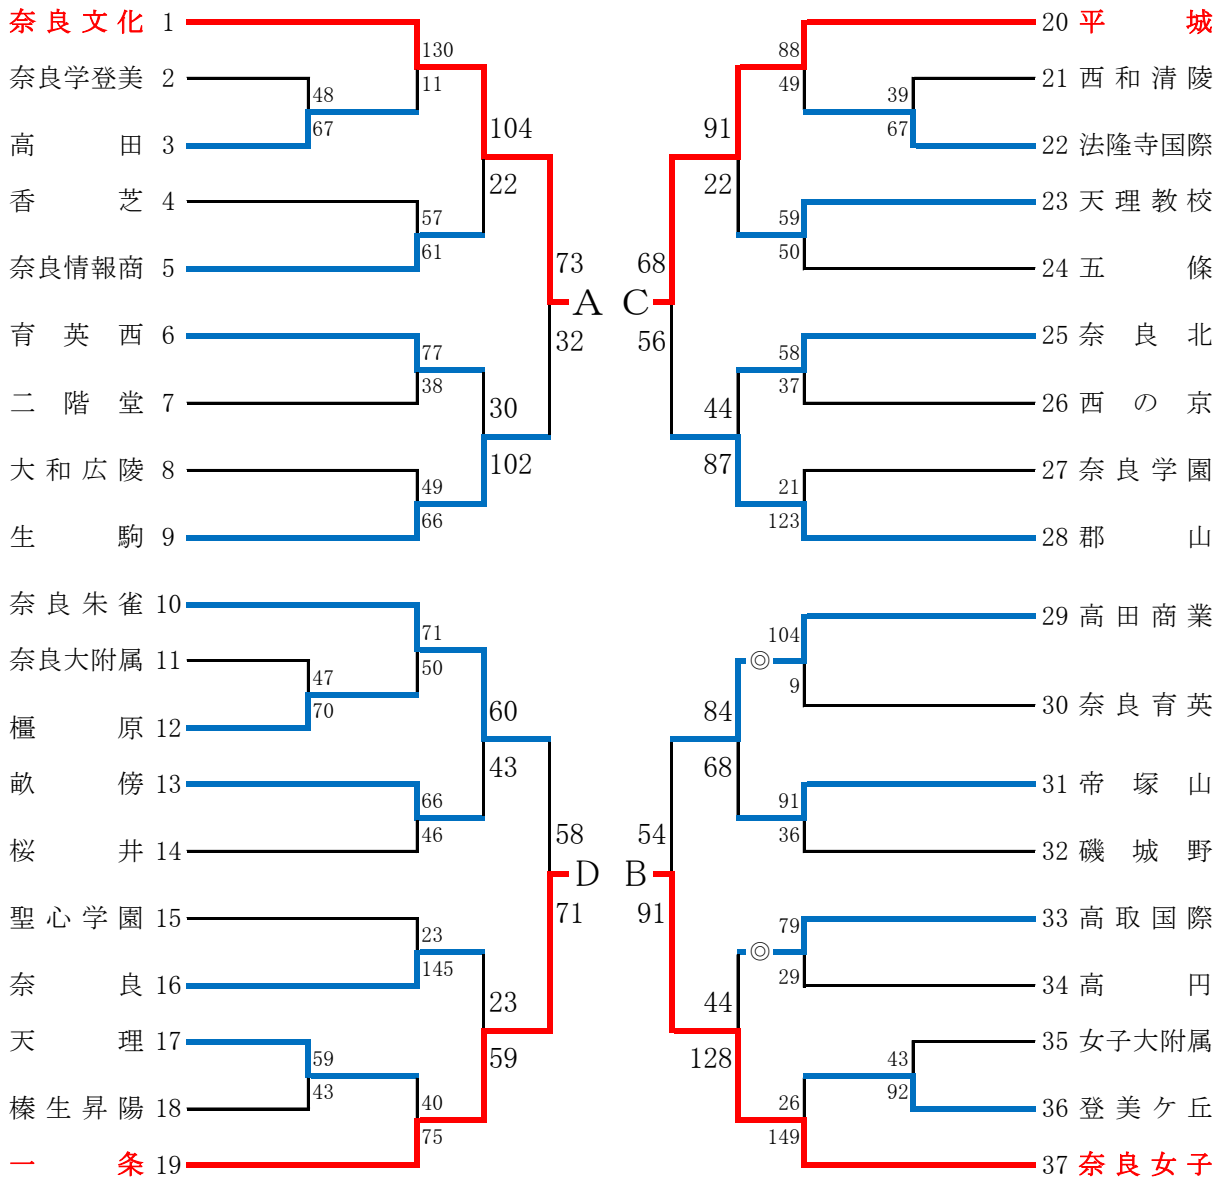 奈良文化 1
奈良学登美 2
高田 3
香芝 4
奈良情報商 5
育英西 6
二階堂 7
大和広陵 8
生駒 9
奈良朱雀 10
奈良大附属 11
橿原 12
畝傍 13
桜井 14
聖心学園 15
奈良 16
天理 17
榛生昇陽 18
一条 19
130
11
48
67
104
22
57
61
73
A
32
77
38
30
102
49
66
71
50
47
70
60
43
66
46
58
D
71
23
145
23
59
59
43
40
75
88
49
39
67
91
22
59
50
68
C
56
58
37
44
87
21
123
104
◎
9
84
68
91
36
54
B
91
79
◎
29
44
128
43
92
26
149
20 平城
21 西和清陵
22 法隆寺国際
23 天理教校
24 五條
25 奈良北
26 西の京
27 奈良学園
28 郡山
29 高田商業
30 奈良育英
31 帝塚山
32 磯城野
33 高取国際
34 高円
35 女子大附属
36 登美ケ丘
37 奈良女子